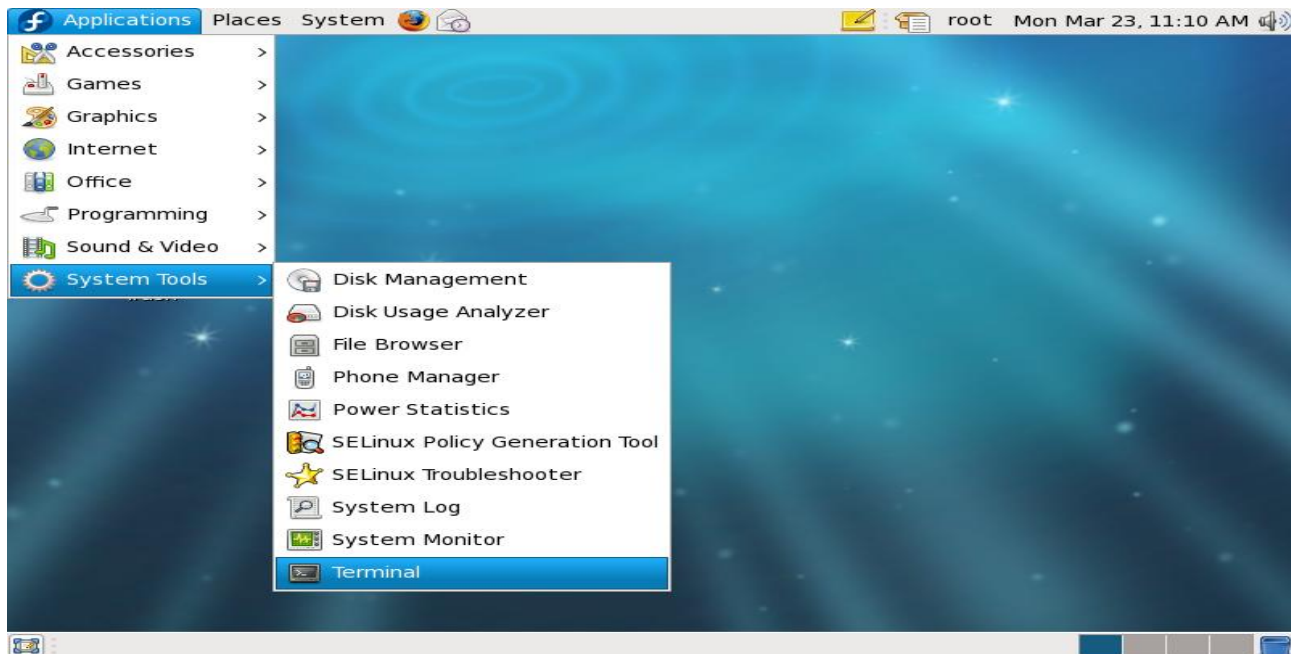 Applications Places System root Mon Mar 23, 11:10 AM
Accessories >
Games >
Graphics >
Internet >
Office >
Programming >
Sound & Video >
System Tools >
Disk Management
Disk Usage Analyzer
File Browser
Phone Manager
Power Statistics
SELinux Policy Generation Tool
SELinux Troubleshooter
System Log
System Monitor
Terminal